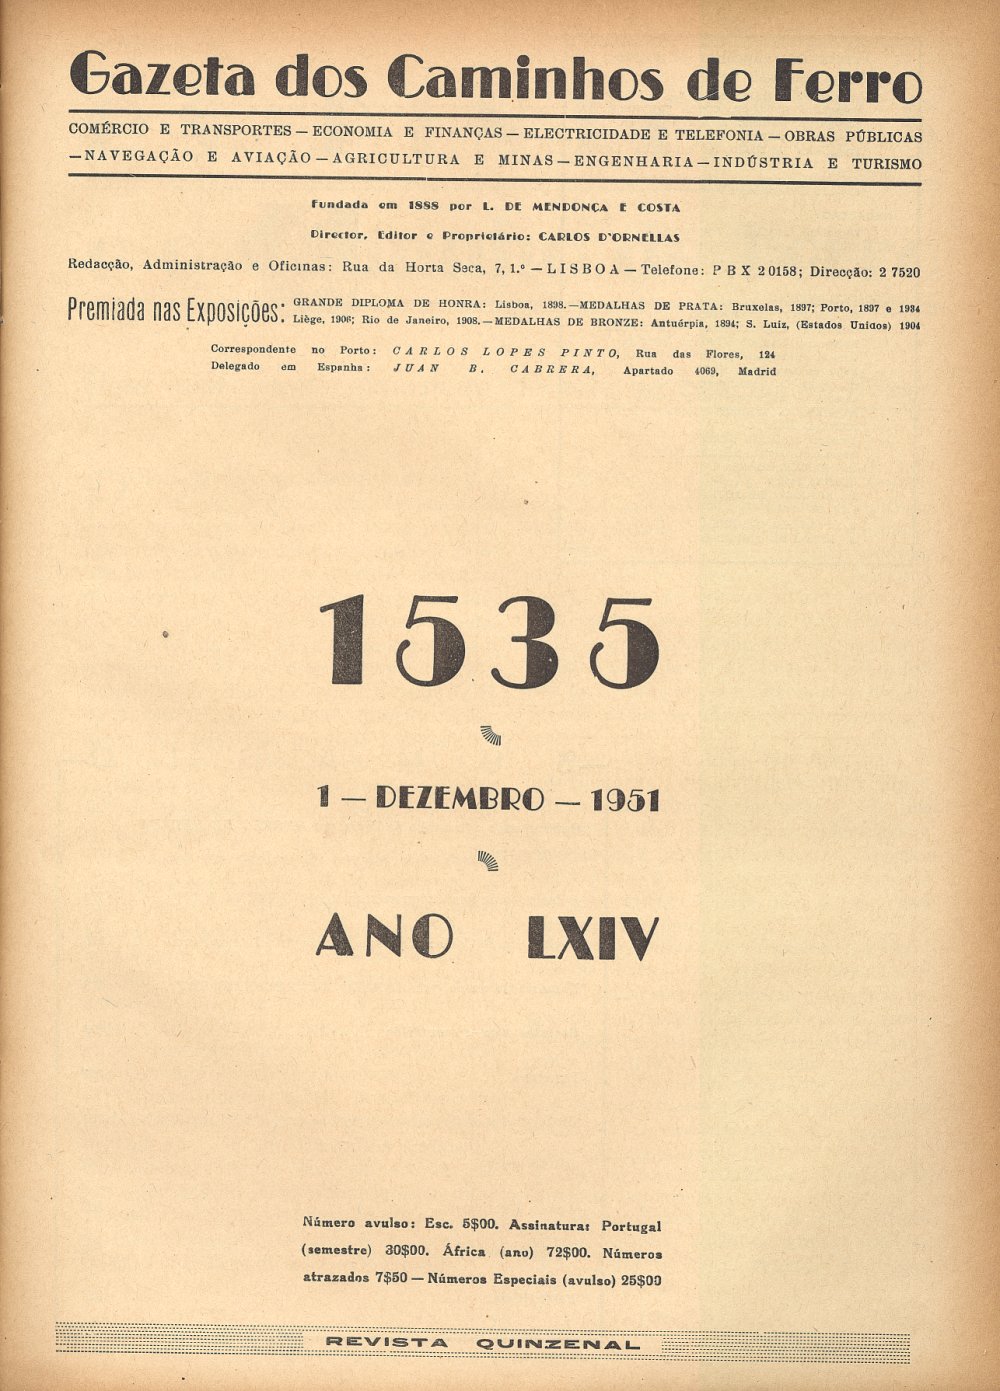 Gazeta dos Caminhos de Ferro
COMÉRCIO E TRANSPORTES — ECONOMIA E FINANÇAS — ELECTRICIDADE E TELEFONIA — OBRAS PÚBLICAS
— NAVEGAÇÃO E AVIAÇÃO — AGRICULTURA E MINAS — ENGENHARIA — INDÚSTRIA E TURISMO
Fundada em 1888 por L. DE MENDONÇA E COSTA
Director, Editor e Proprietário: CARLOS D'ORNELLAS
Redacção, Administração e Oficinas: Rua da Horta Seca, 7, 1.º — LISBOA — Telefone: PBX 20158; Direcção: 2 7520
Premiada nas Exposições: GRANDE DIPLOMA DE HONRA: Lisboa, 1898. — MEDALHAS DE PRATA: Bruxelas, 1897; Porto, 1897 e 1934
Liège, 1906; Rio de Janeiro, 1908. — MEDALHAS DE BRONZE: Antuérpia, 1894; S. Luiz, (Estados Unidos) 1904
Correspondente no Porto: CARLOS LOPES PINTO, Rua das Flores, 124
Delegado em Espanha: JUAN B. CABRERA, Apartado 4069, Madrid
1535
1 — DEZEMBRO — 1951
ANO LXIV
Número avulso: Esc. 5$00. Assinatura: Portugal
(semestre) 30$00. África (ano) 72$00. Números
atrazados 7$50 — Números Especiais (avulso) 25$00
REVISTA QUINZENAL